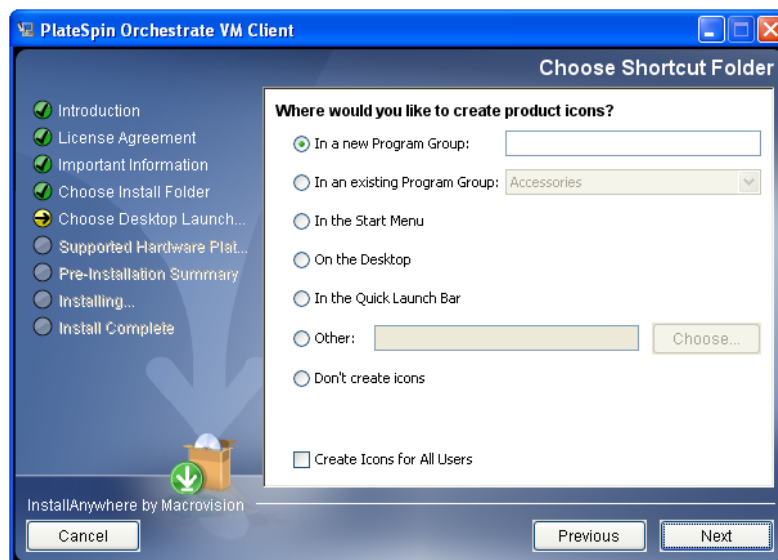 PlateSpin Orchestrate VM Client
Choose Shortcut Folder
Introduction
License Agreement
Important Information
Choose Install Folder
Choose Desktop Launch...
Supported Hardware Plat...
Pre-Installation Summary
Installing...
Install Complete
Where would you like to create product icons?
In a new Program Group:
In an existing Program Group: Accessories
In the Start Menu
On the Desktop
In the Quick Launch Bar
Other: Choose...
Don't create icons
Create Icons for All Users
InstallAnywhere by Macrovision
Cancel Previous Next